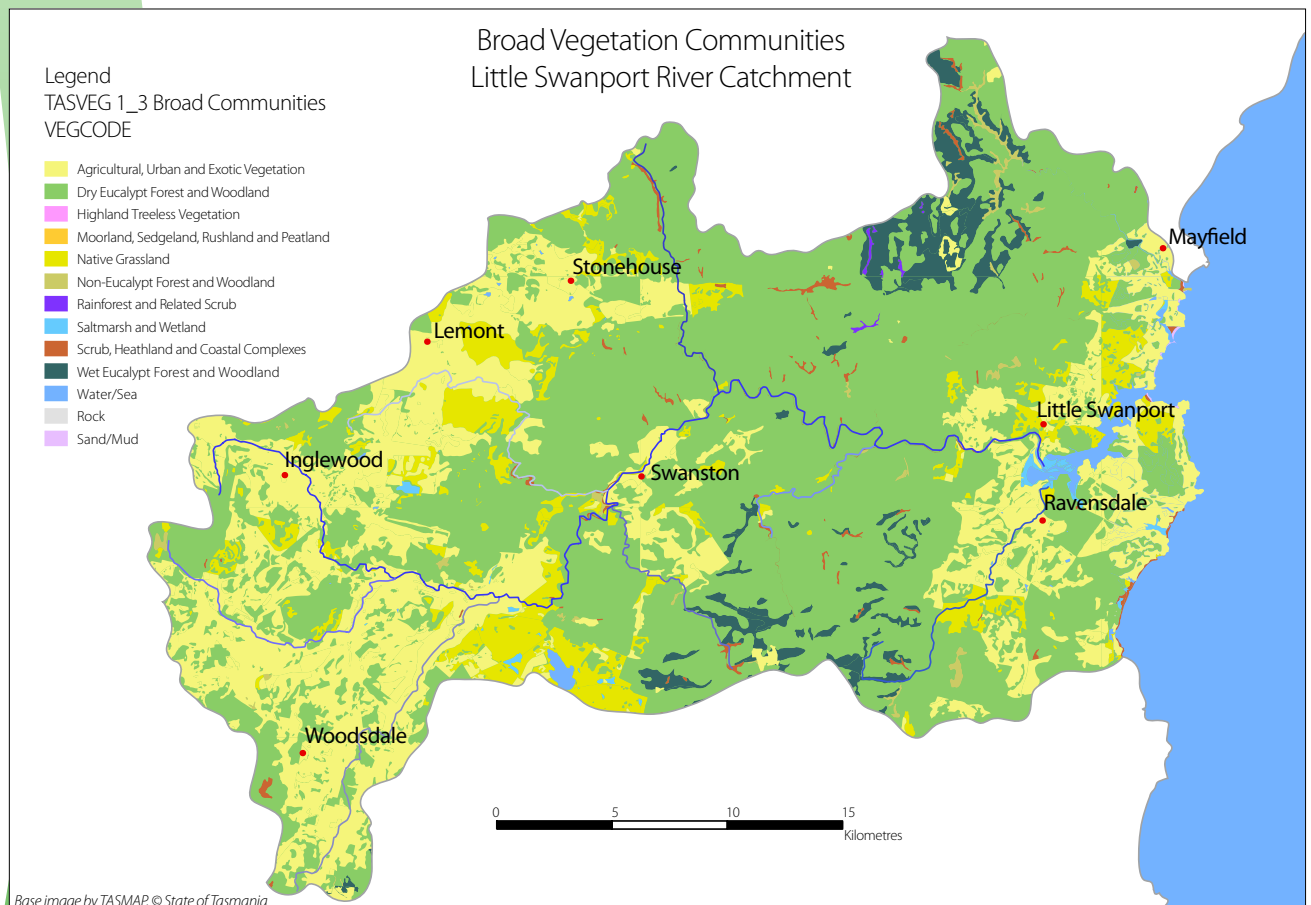 Broad Vegetation Communities
Little Swanport River Catchment
Legend
TASVEG 1_3 Broad Communities
VEGCODE
Agricultural, Urban and Exotic Vegetation
Dry Eucalypt Forest and Woodland
Highland Treeless Vegetation
Moorland, Sedgeland, Rushland and Peatland
Native Grassland
Non-Eucalypt Forest and Woodland
Rainforest and Related Scrub
Saltmarsh and Wetland
Scrub, Heathland and Coastal Complexes
Wet Eucalypt Forest and Woodland
Water/Sea
Rock
Sand/Mud
Mayfield
Stonehouse
Lemont
Little Swanport
Inglewood
Swanston
Ravensdale
Woodsdale
0 5 10 15
Kilometres
Base image by TASMAP, © State of Tasmania